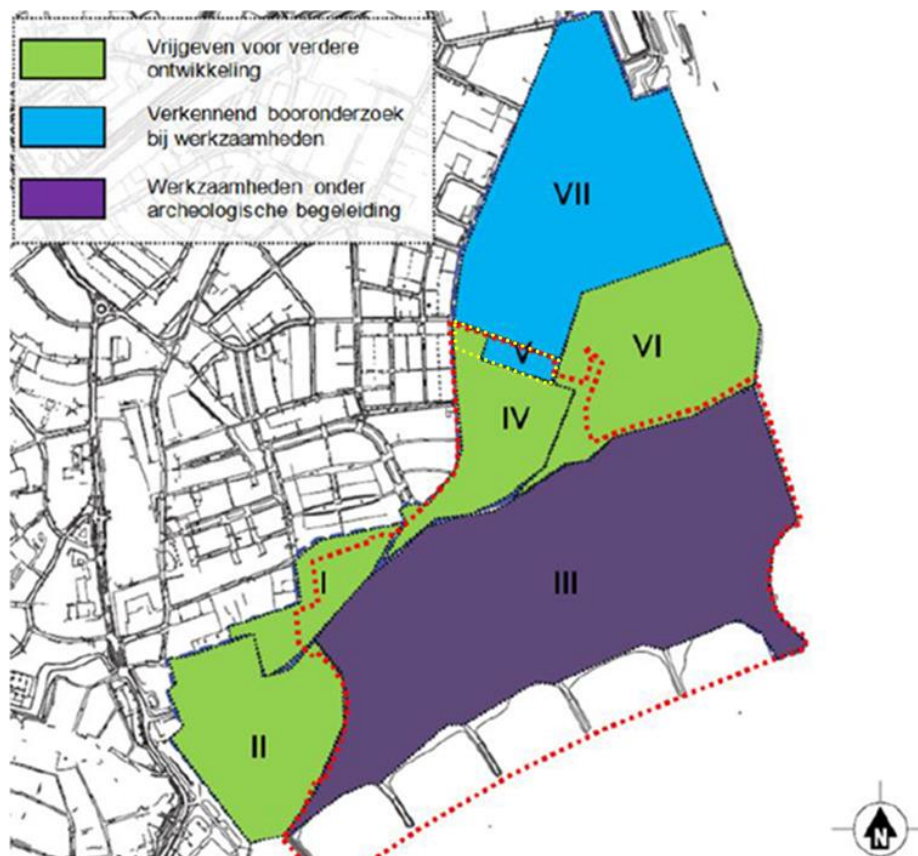 Vrijgeven voor verdere
ontwikkeling
Verkennend booronderzoek
bij werkzaamheden
Werkzaamheden onder
archeologische begeleiding
VII
VI
V
IV
III
I
II
N